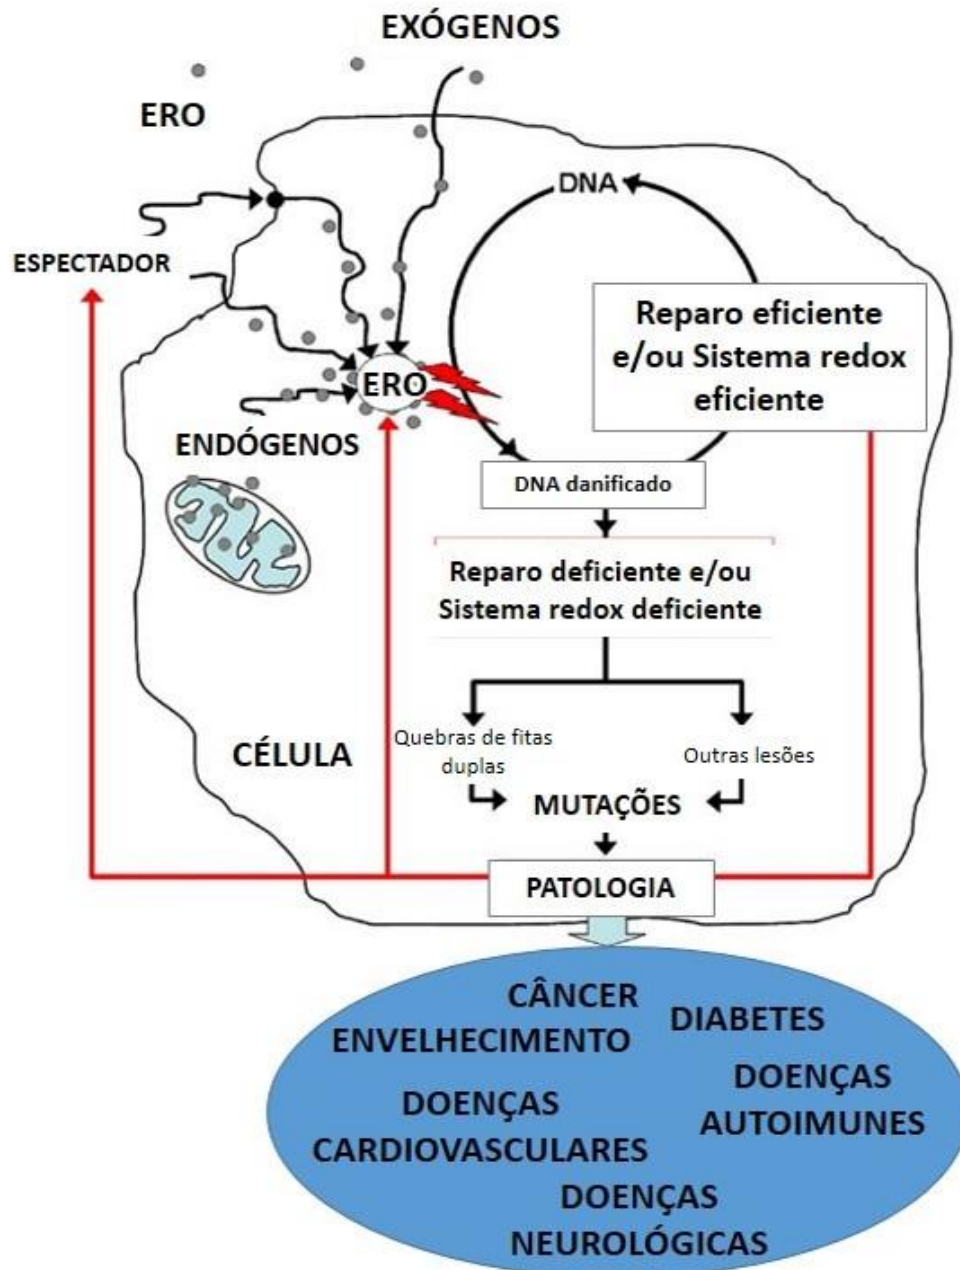 EXÓGENOS
ERO
DNA
ESPECTADOR
Reparo eficiente
e/ou Sistema redox
eficiente
ERO
ENDÓGENOS
DNA danificado
Reparo deficiente e/ou
Sistema redox deficiente
CÉLULA
Quebras de fitas
duplas
Outras lesões
MUTAÇÕES
PATOLOGIA
CÂNCER
ENVELHECIMENTO
DIABETES
DOENÇAS
AUTOIMUNES
DOENÇAS
CARDIOVASCULARES
DOENÇAS
NEUROLÓGICAS